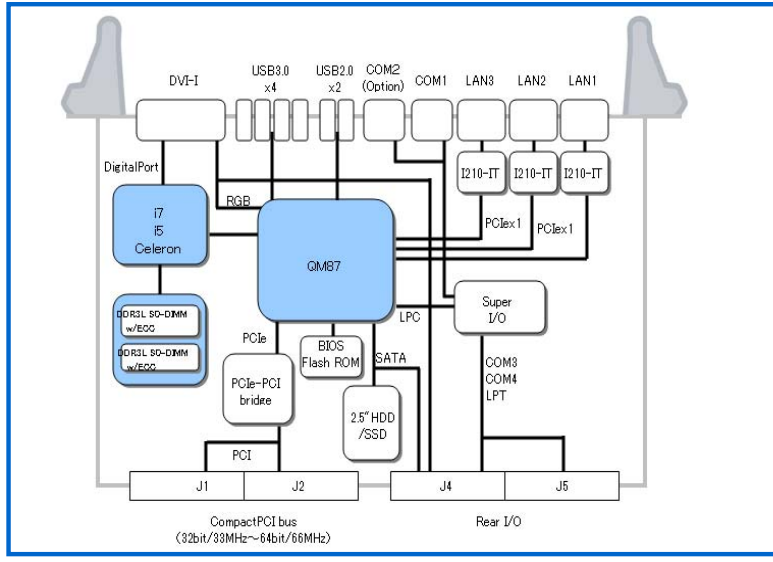 DVI-I
USB3.0
x4
USB2.0
x2
COM2
(Option)
COM1
LAN3
LAN2
LAN1
DigitalPort
RGB
I210-IT
I210-IT
I210-IT
i7
i5
Celeron
PCIex1
PCIex1
QM87
DDR3L SO-DIMM
w/ECC
DDR3L SO-DIMM
w/ECC
LPC
Super
I/O
PCIe
BIOS
Flash ROM
SATA
PCIe-PCI
bridge
2.5" HDD
/SSD
COM3
COM4
LPT
PCI
J1
J2
J4
J5
CompactPCI bus
(32bit/33MHz～64bit/66MHz)
Rear I/O